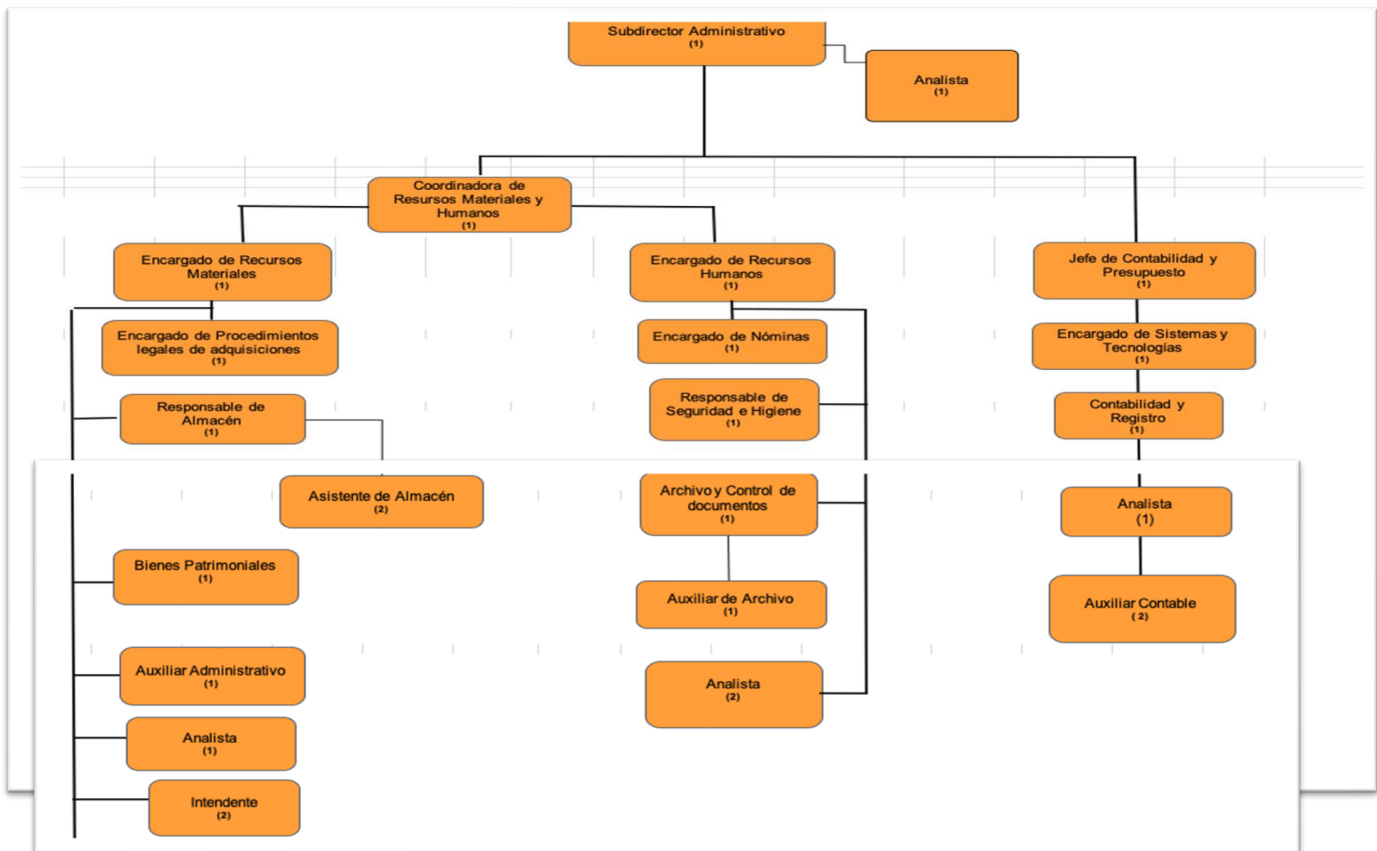 Subdirector Administrativo
(1)
Analista
(1)
Coordinadora de
Resursos Materiales y
Humanos
(1)
Encargado de Recursos
Materiales
(1)
Encargado de Recursos
Humanos
(1)
Jefe de Contabilidad y
Presupuesto
(1)
Encargado de Procedimientos
legales de adquisiciones
(1)
Encargado de Nóminas
(1)
Encargado de Sistemas y
Tecnologías
(1)
Responsable de
Almacén
(1)
Responsable de
Seguridad e Higiene
(1)
Contabilidad y
Registro
(1)
Asistente de Almacén
(2)
Archivo y Control de
documentos
(1)
Analista
(1)
Bienes Patrimoniales
(1)
Auxiliar de Archivo
(1)
Auxiliar Contable
(2)
Auxiliar Administrativo
(1)
Analista
(2)
Analista
(1)
Intendente
(2)